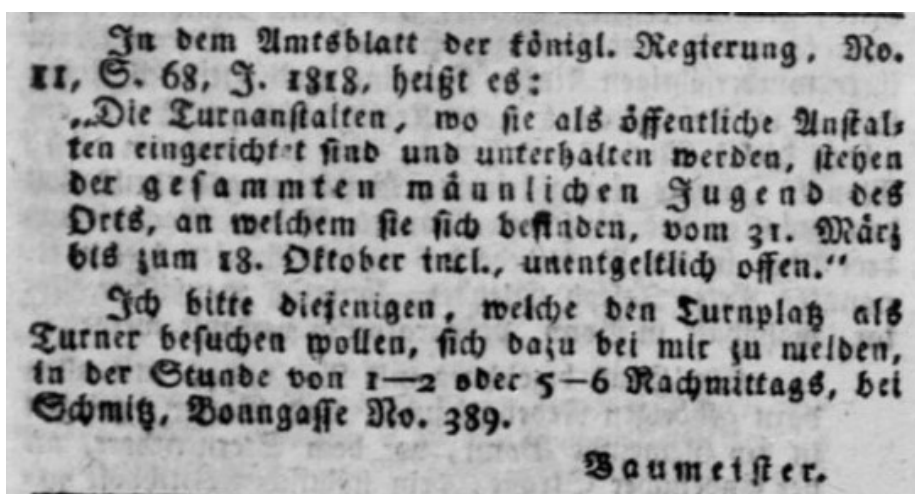 In dem Amtsblatt der königl. Regierung, No.
11, S. 68, J. 1818, heißt es:
„Die Turnanstalten, wo sie als öffentliche Anstal-
ten eingerichtet sind und unterhalten werden, stehen
der gesammten männlichen Jugend des
Orts, an welchem sie sich befinden, vom 31. März
bis zum 18. Oktober incl., unentgeltlich offen.“
Ich bitte diejenigen, welche den Turnplatz als
Turner besuchen wollen, sich dazu bei mir zu melden,
in der Stunde von 1—2 oder 5—6 Nachmittags, bei
Schmitz, Bonngasse No. 389.
Baumeister.